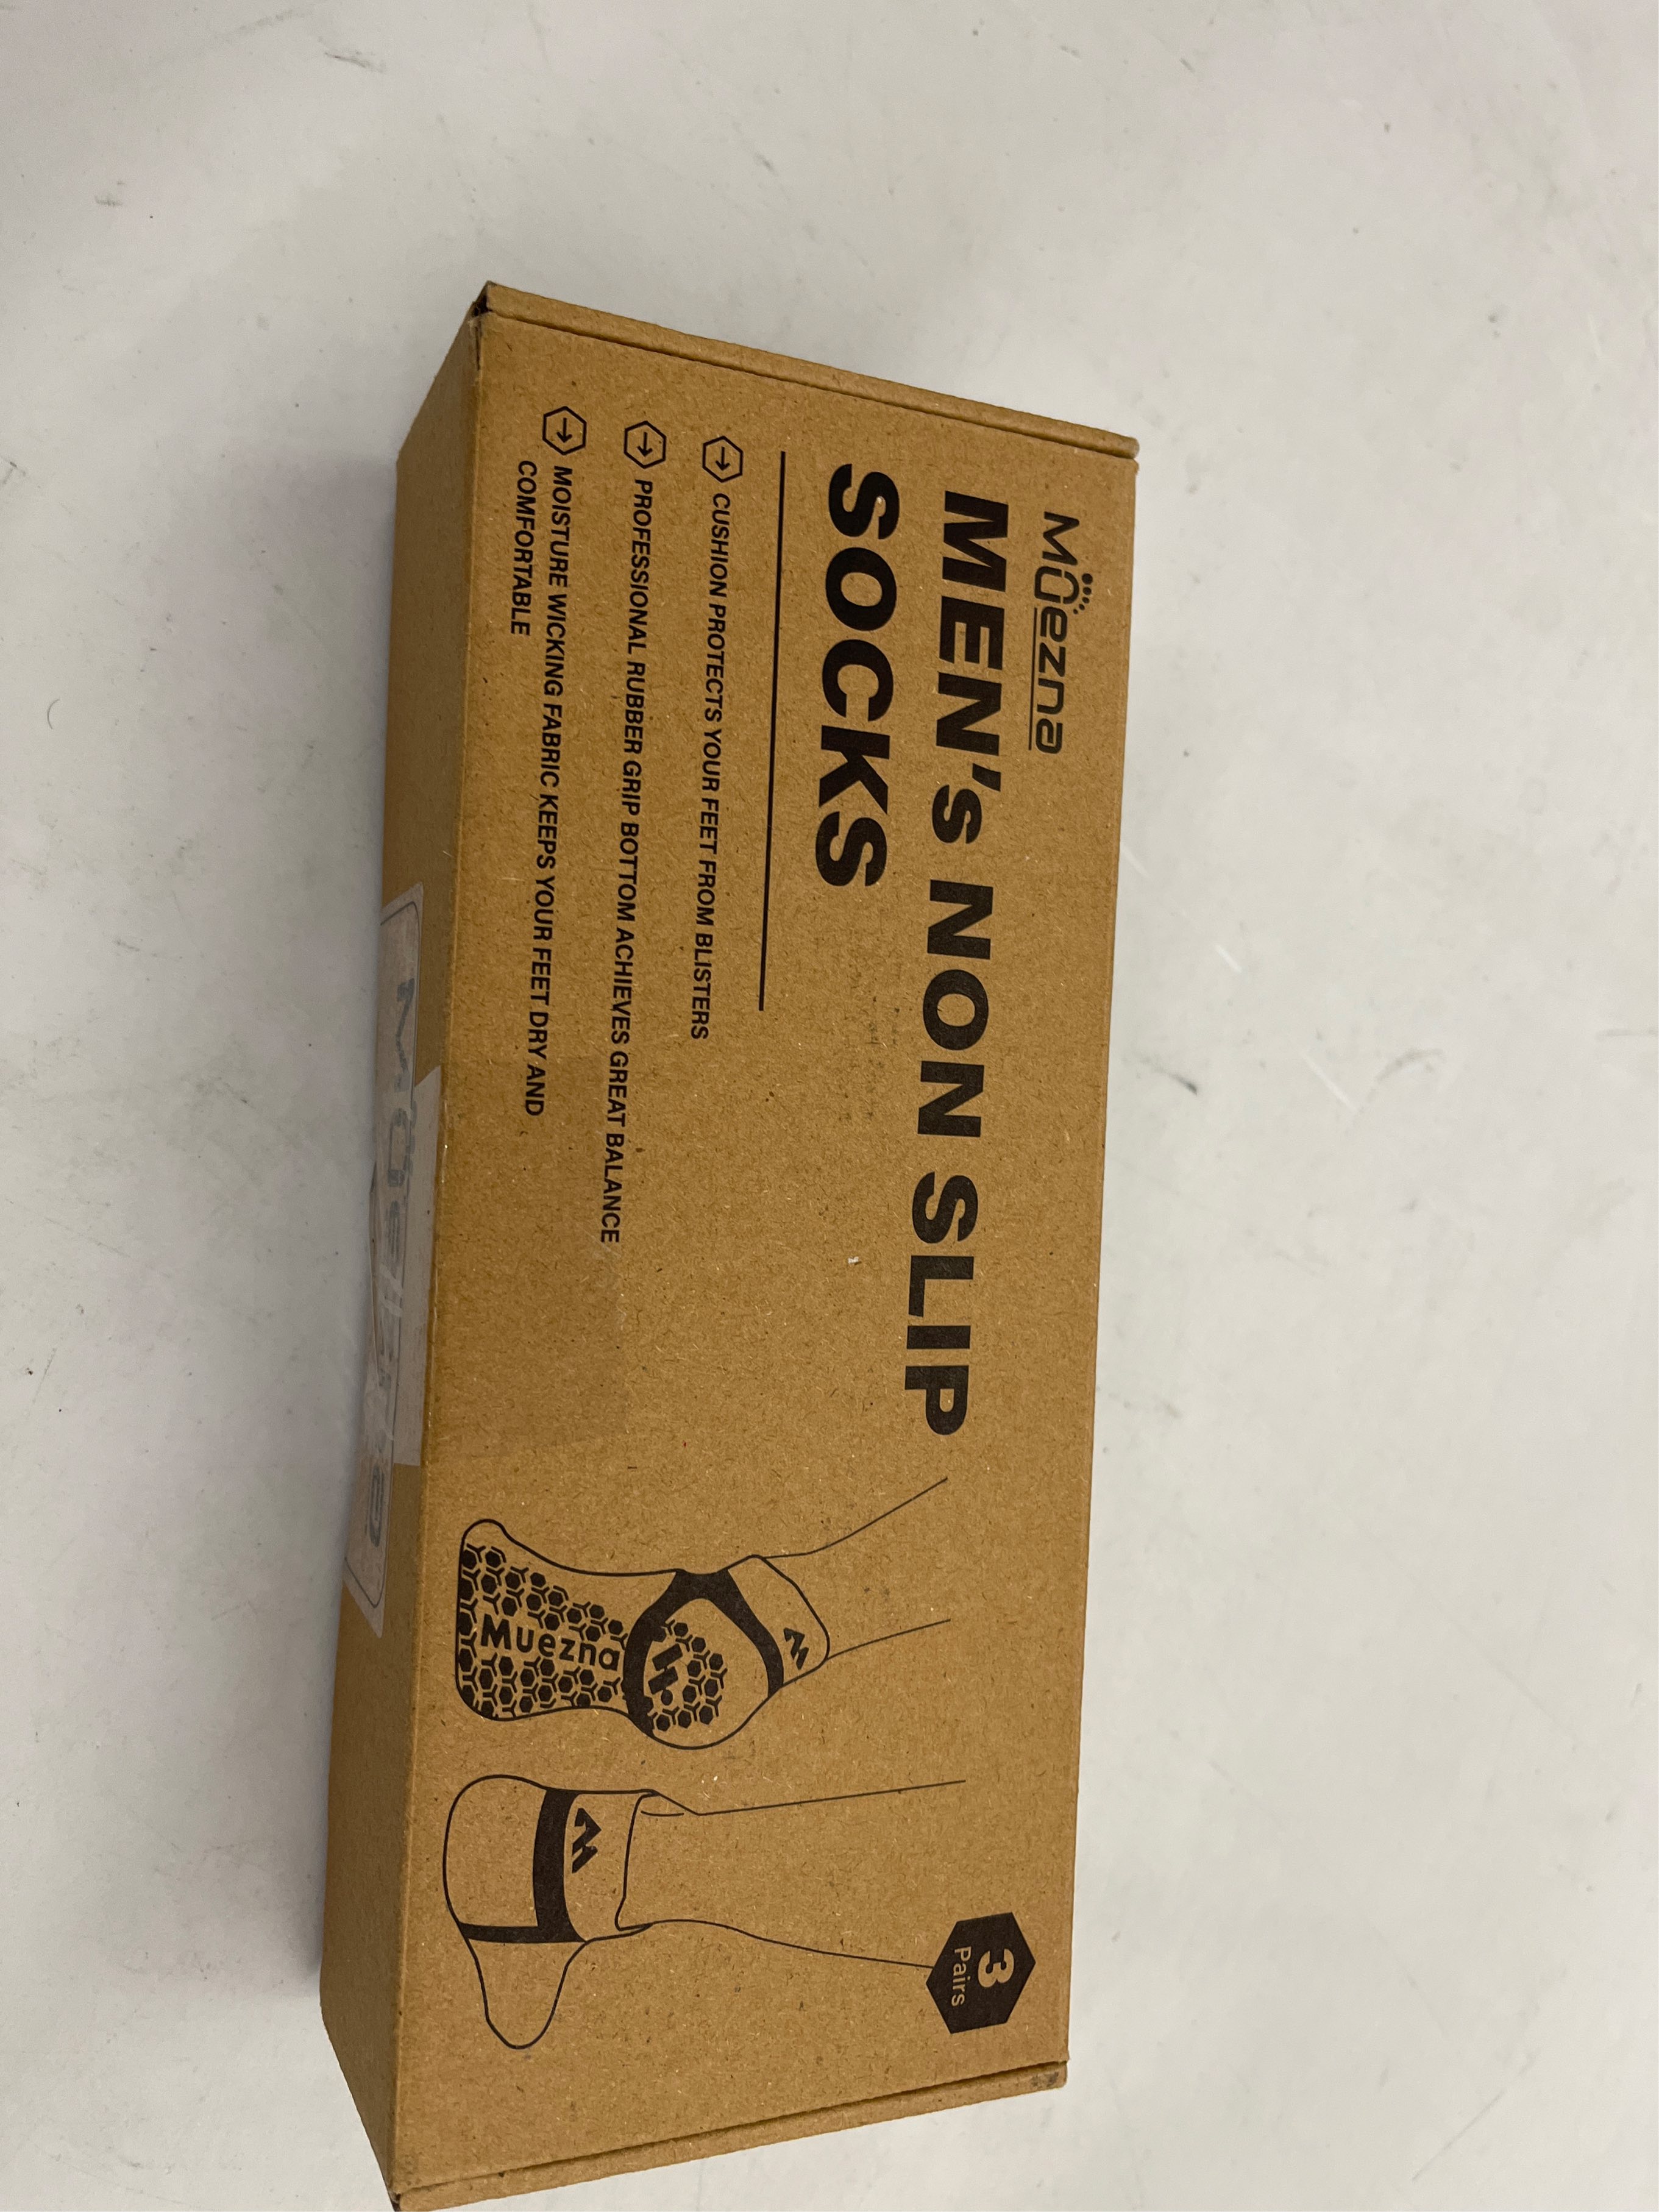 Muezna
MEN's NON SLIP
SOCKS
CUSHION PROTECTS YOUR FEET FROM BLISTERS
PROFESSIONAL RUBBER GRIP BOTTOM ACHIEVES GREAT BALANCE
MOISTURE WICKING FABRIC KEEPS YOUR FEET DRY AND
COMFORTABLE
Muezna
3
Pairs
Muezna